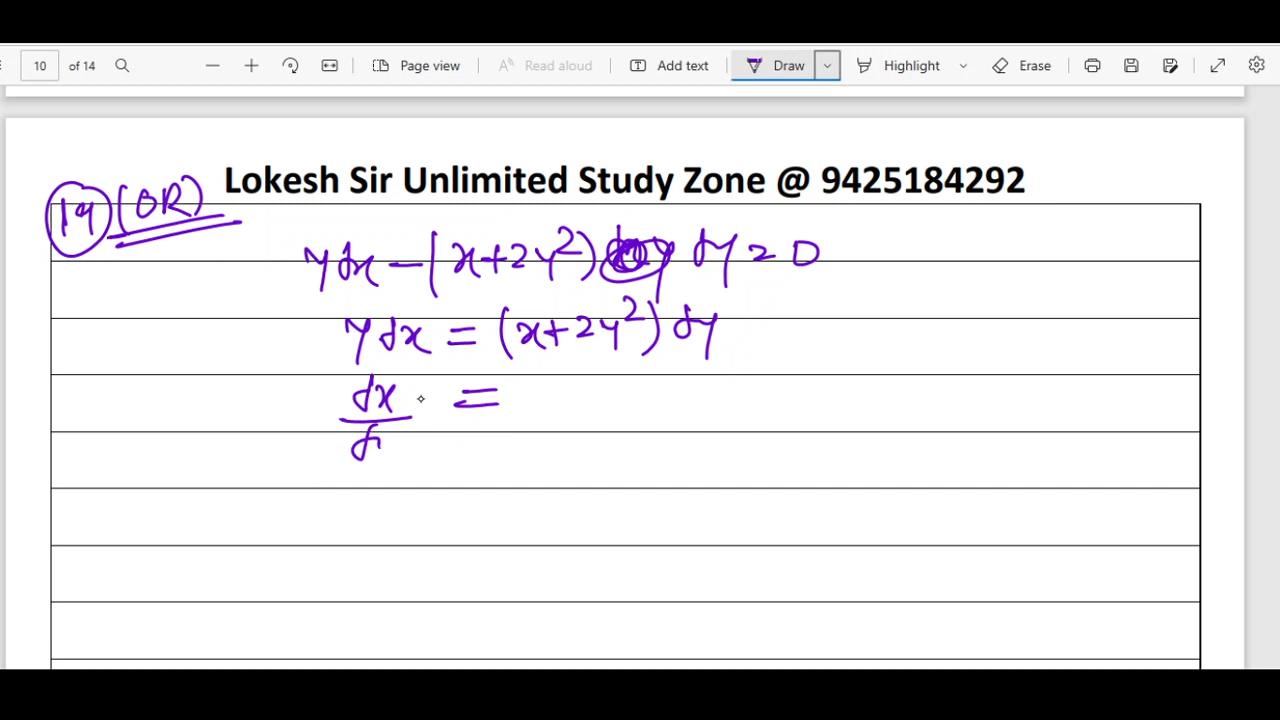 10 of 14 Page view Read aloud Add text Draw Highlight Erase
Lokesh Sir Unlimited Study Zone @ 9425184292
19 (OR)
ydx - (x+2y²) dy = 0
ydx = (x+2y²) dy
dx/d =